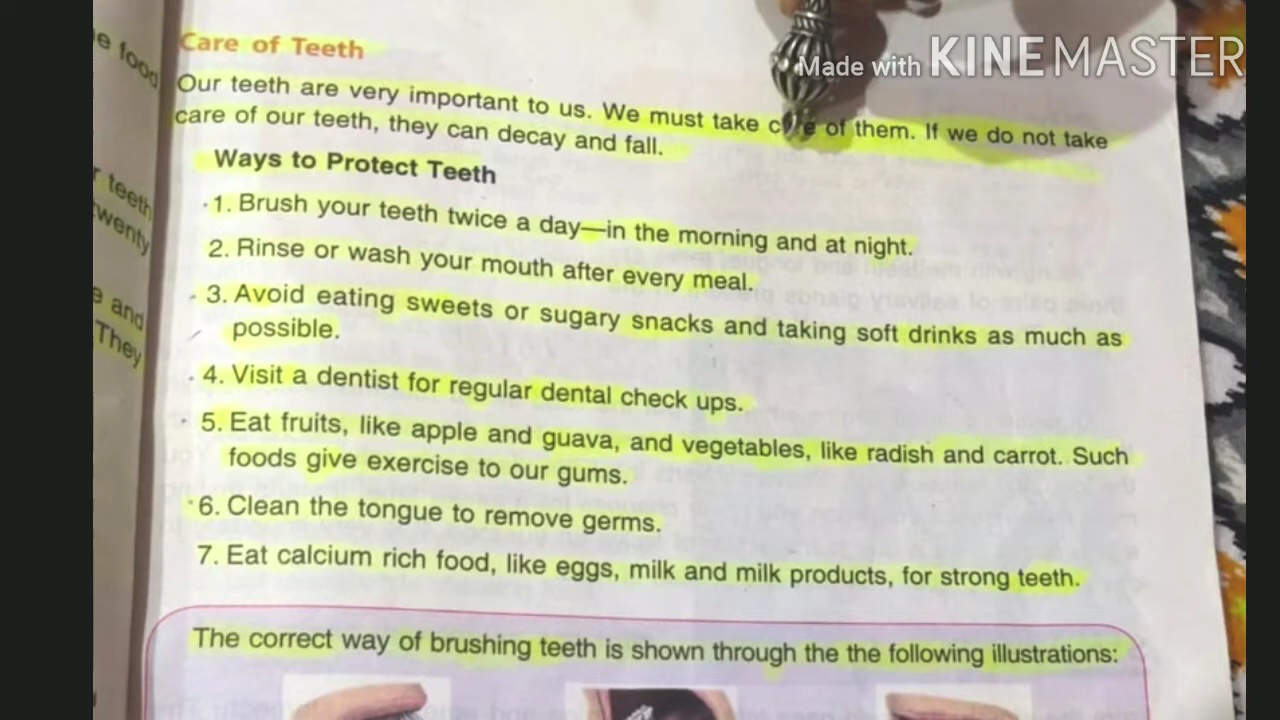 Made with KINEMASTER
e food
r teeth
twenty
e and
They
Care of Teeth
Our teeth are very important to us. We must take care of them. If we do not take
care of our teeth, they can decay and fall.
Ways to Protect Teeth
1. Brush your teeth twice a day—in the morning and at night.
2. Rinse or wash your mouth after every meal.
3. Avoid eating sweets or sugary snacks and taking soft drinks as much as
possible.
4. Visit a dentist for regular dental check ups.
5. Eat fruits, like apple and guava, and vegetables, like radish and carrot. Such
foods give exercise to our gums.
6. Clean the tongue to remove germs.
7. Eat calcium rich food, like eggs, milk and milk products, for strong teeth.
The correct way of brushing teeth is shown through the the following illustrations: